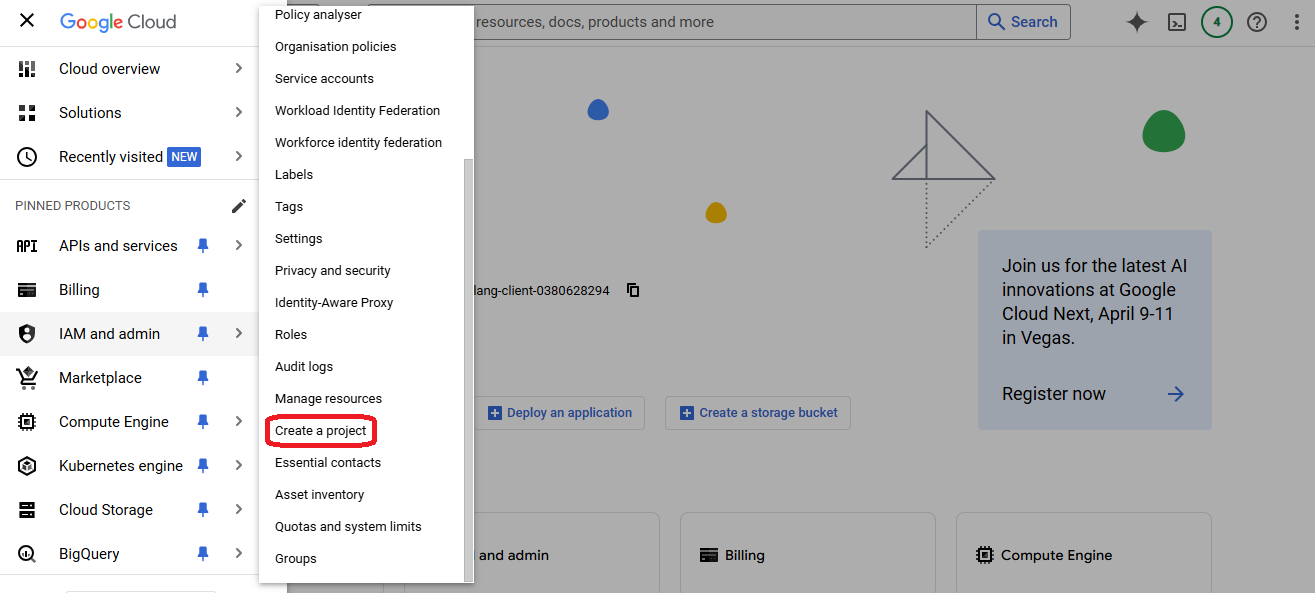 Google Cloud
resources, docs, products and more
Search
4
Cloud overview
Solutions
Recently visited NEW
PINNED PRODUCTS
API APIs and services
Billing
IAM and admin
Marketplace
Compute Engine
Kubernetes engine
Cloud Storage
BigQuery
Policy analyser
Organisation policies
Service accounts
Workload Identity Federation
Workforce identity federation
Labels
Tags
Settings
Privacy and security
Identity-Aware Proxy
Roles
Audit logs
Manage resources
Create a project
Essential contacts
Asset inventory
Quotas and system limits
Groups
lang-client-0380628294
Deploy an application
Create a storage bucket
Join us for the latest AI
innovations at Google
Cloud Next, April 9-11
in Vegas.
Register now
and admin
Billing
Compute Engine